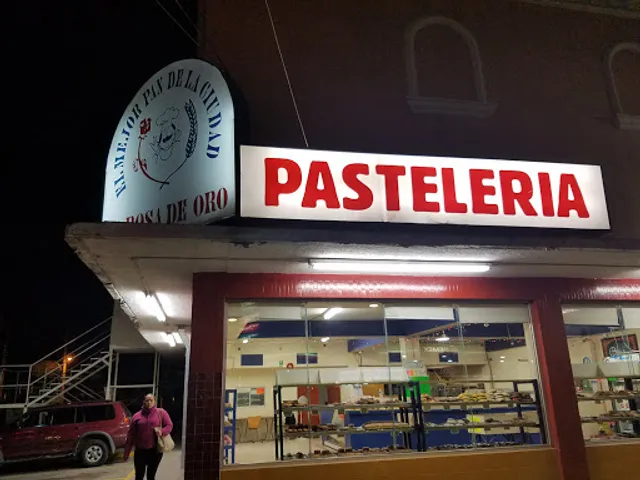 EL MEJOR PAN DE LA CIUDAD
ROSA DE ORO
PASTELERIA